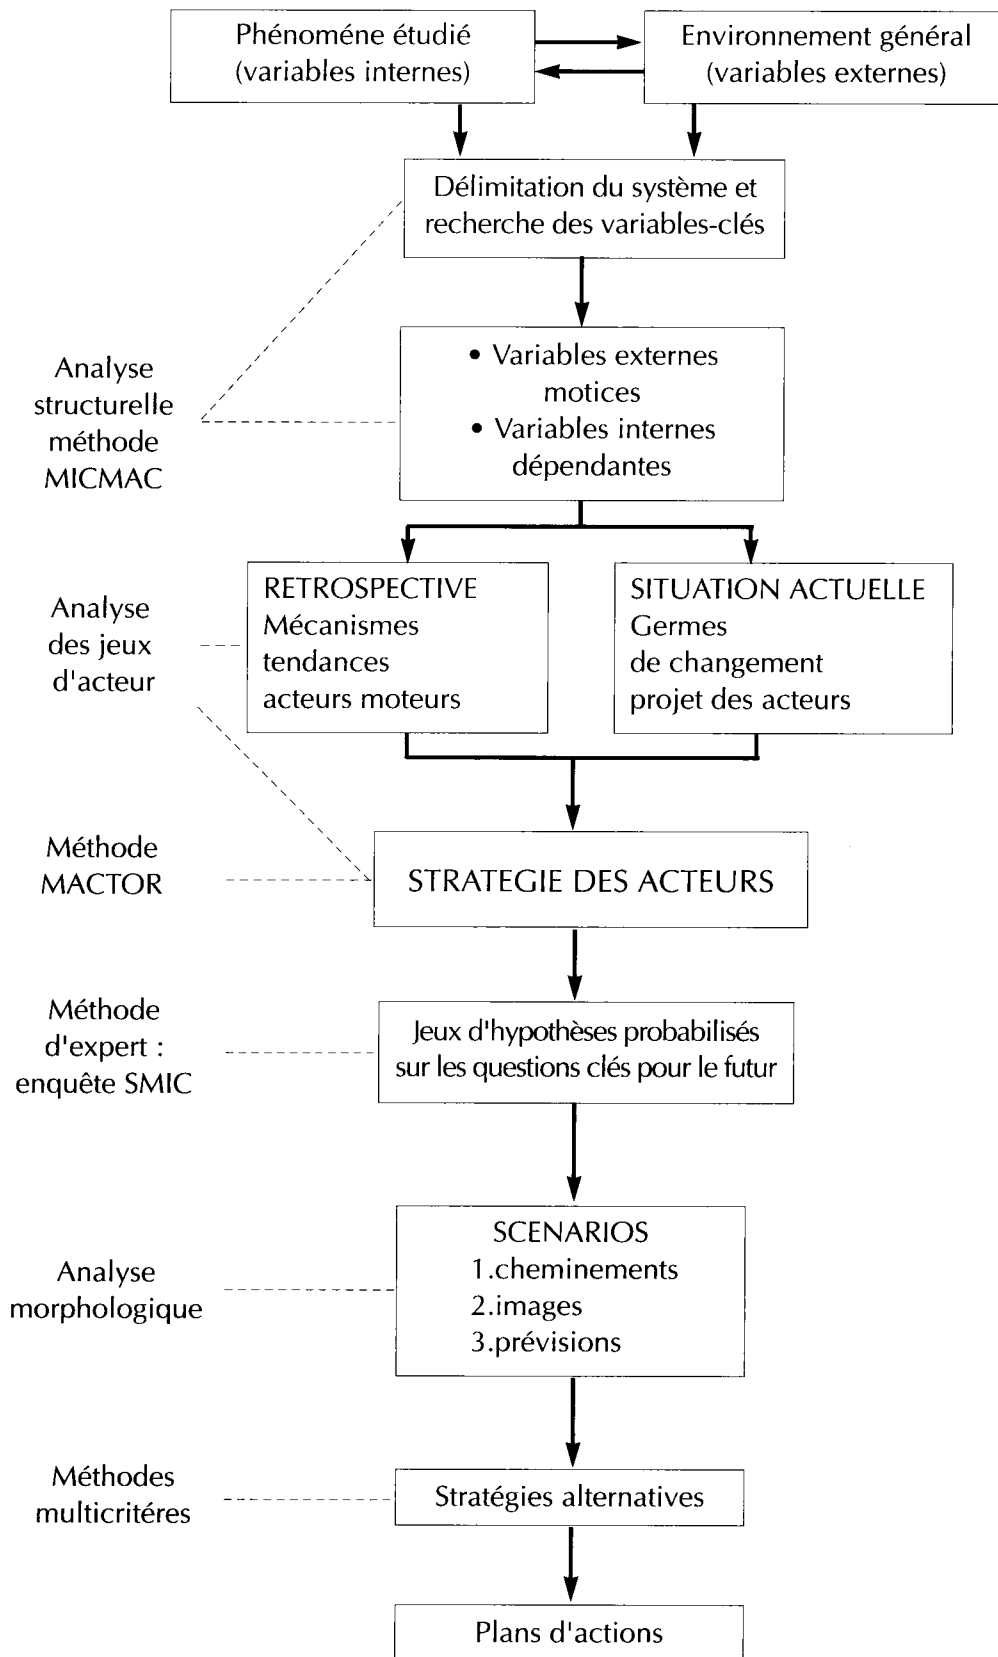 Phénoméne étudié
(variables internes)
Environnement général
(variables externes)
Délimitation du système et
recherche des variables-clés
Analyse
structurelle
méthode
MICMAC
• Variables externes
motices
• Variables internes
dépendantes
Analyse
des jeux
d'acteur
RETROSPECTIVE
Mécanismes
tendances
acteurs moteurs
SITUATION ACTUELLE
Germes
de changement
projet des acteurs
Méthode
MACTOR
STRATEGIE DES ACTEURS
Méthode
d'expert :
enquête SMIC
Jeux d'hypothèses probabilisés
sur les questions clés pour le futur
Analyse
morphologique
SCENARIOS
1.cheminements
2.images
3.prévisions
Méthodes
multicritéres
Stratégies alternatives
Plans d'actions